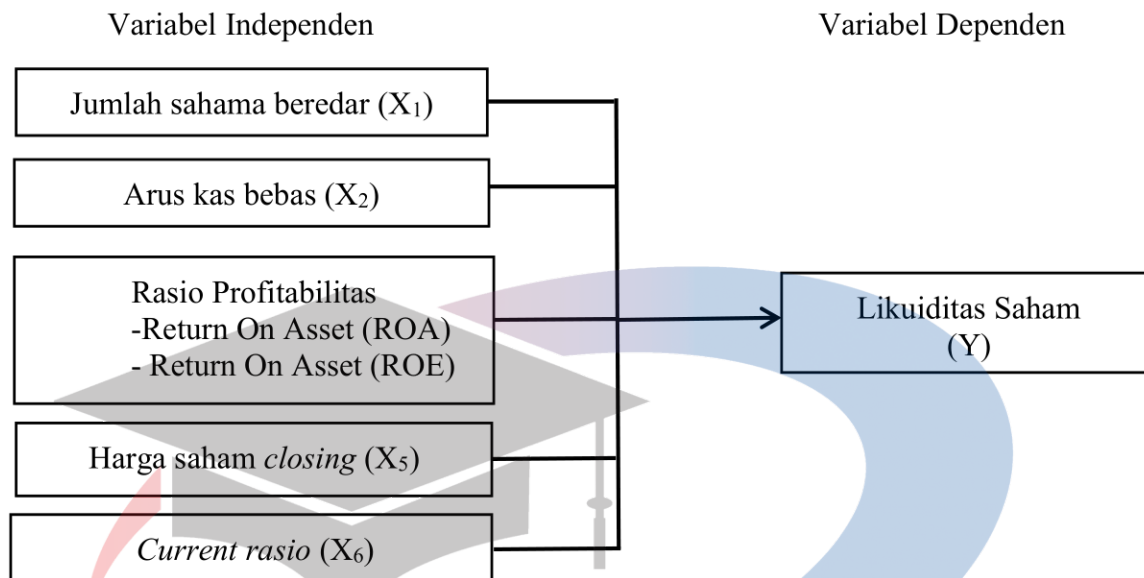 Variabel Independen
Variabel Dependen
Jumlah sahama beredar (X₁)
Arus kas bebas (X₂)
Rasio Profitabilitas
-Return On Asset (ROA)
- Return On Asset (ROE)
Likuiditas Saham
(Y)
Harga saham closing (X₅)
Current rasio (X₆)